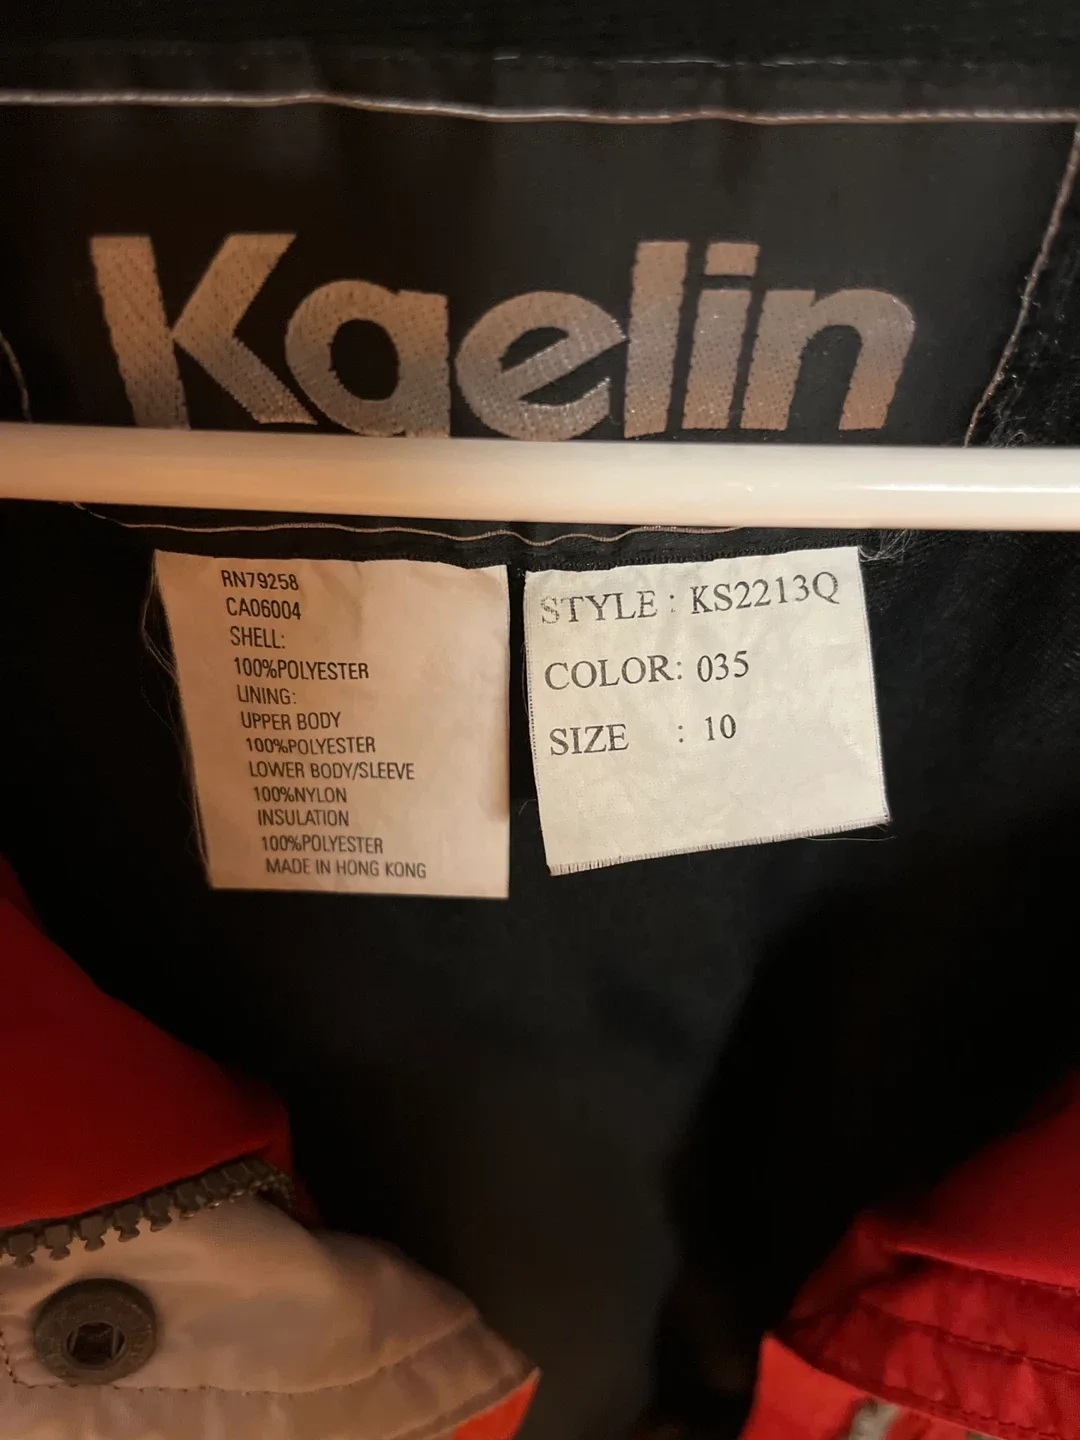 Kaelin
RN79258
CA06004
SHELL:
100%POLYESTER
LINING:
UPPER BODY
100%POLYESTER
LOWER BODY/SLEEVE
100%NYLON
INSULATION
100%POLYESTER
MADE IN HONG KONG
STYLE : KS2213Q
COLOR: 035
SIZE : 10